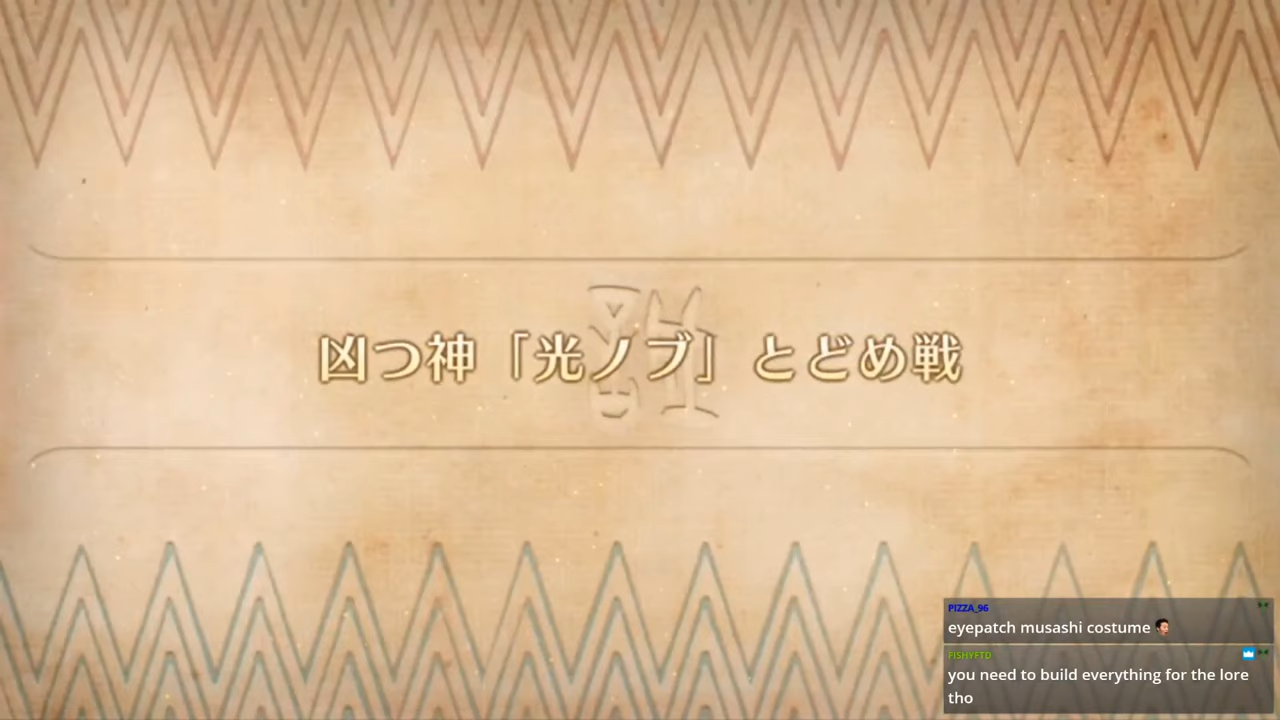 凶つ神「光ノブ」とどめ戦
PIZZA_96
eyepatch musashi costume
FISHYFTD
you need to build everything for the lore
tho